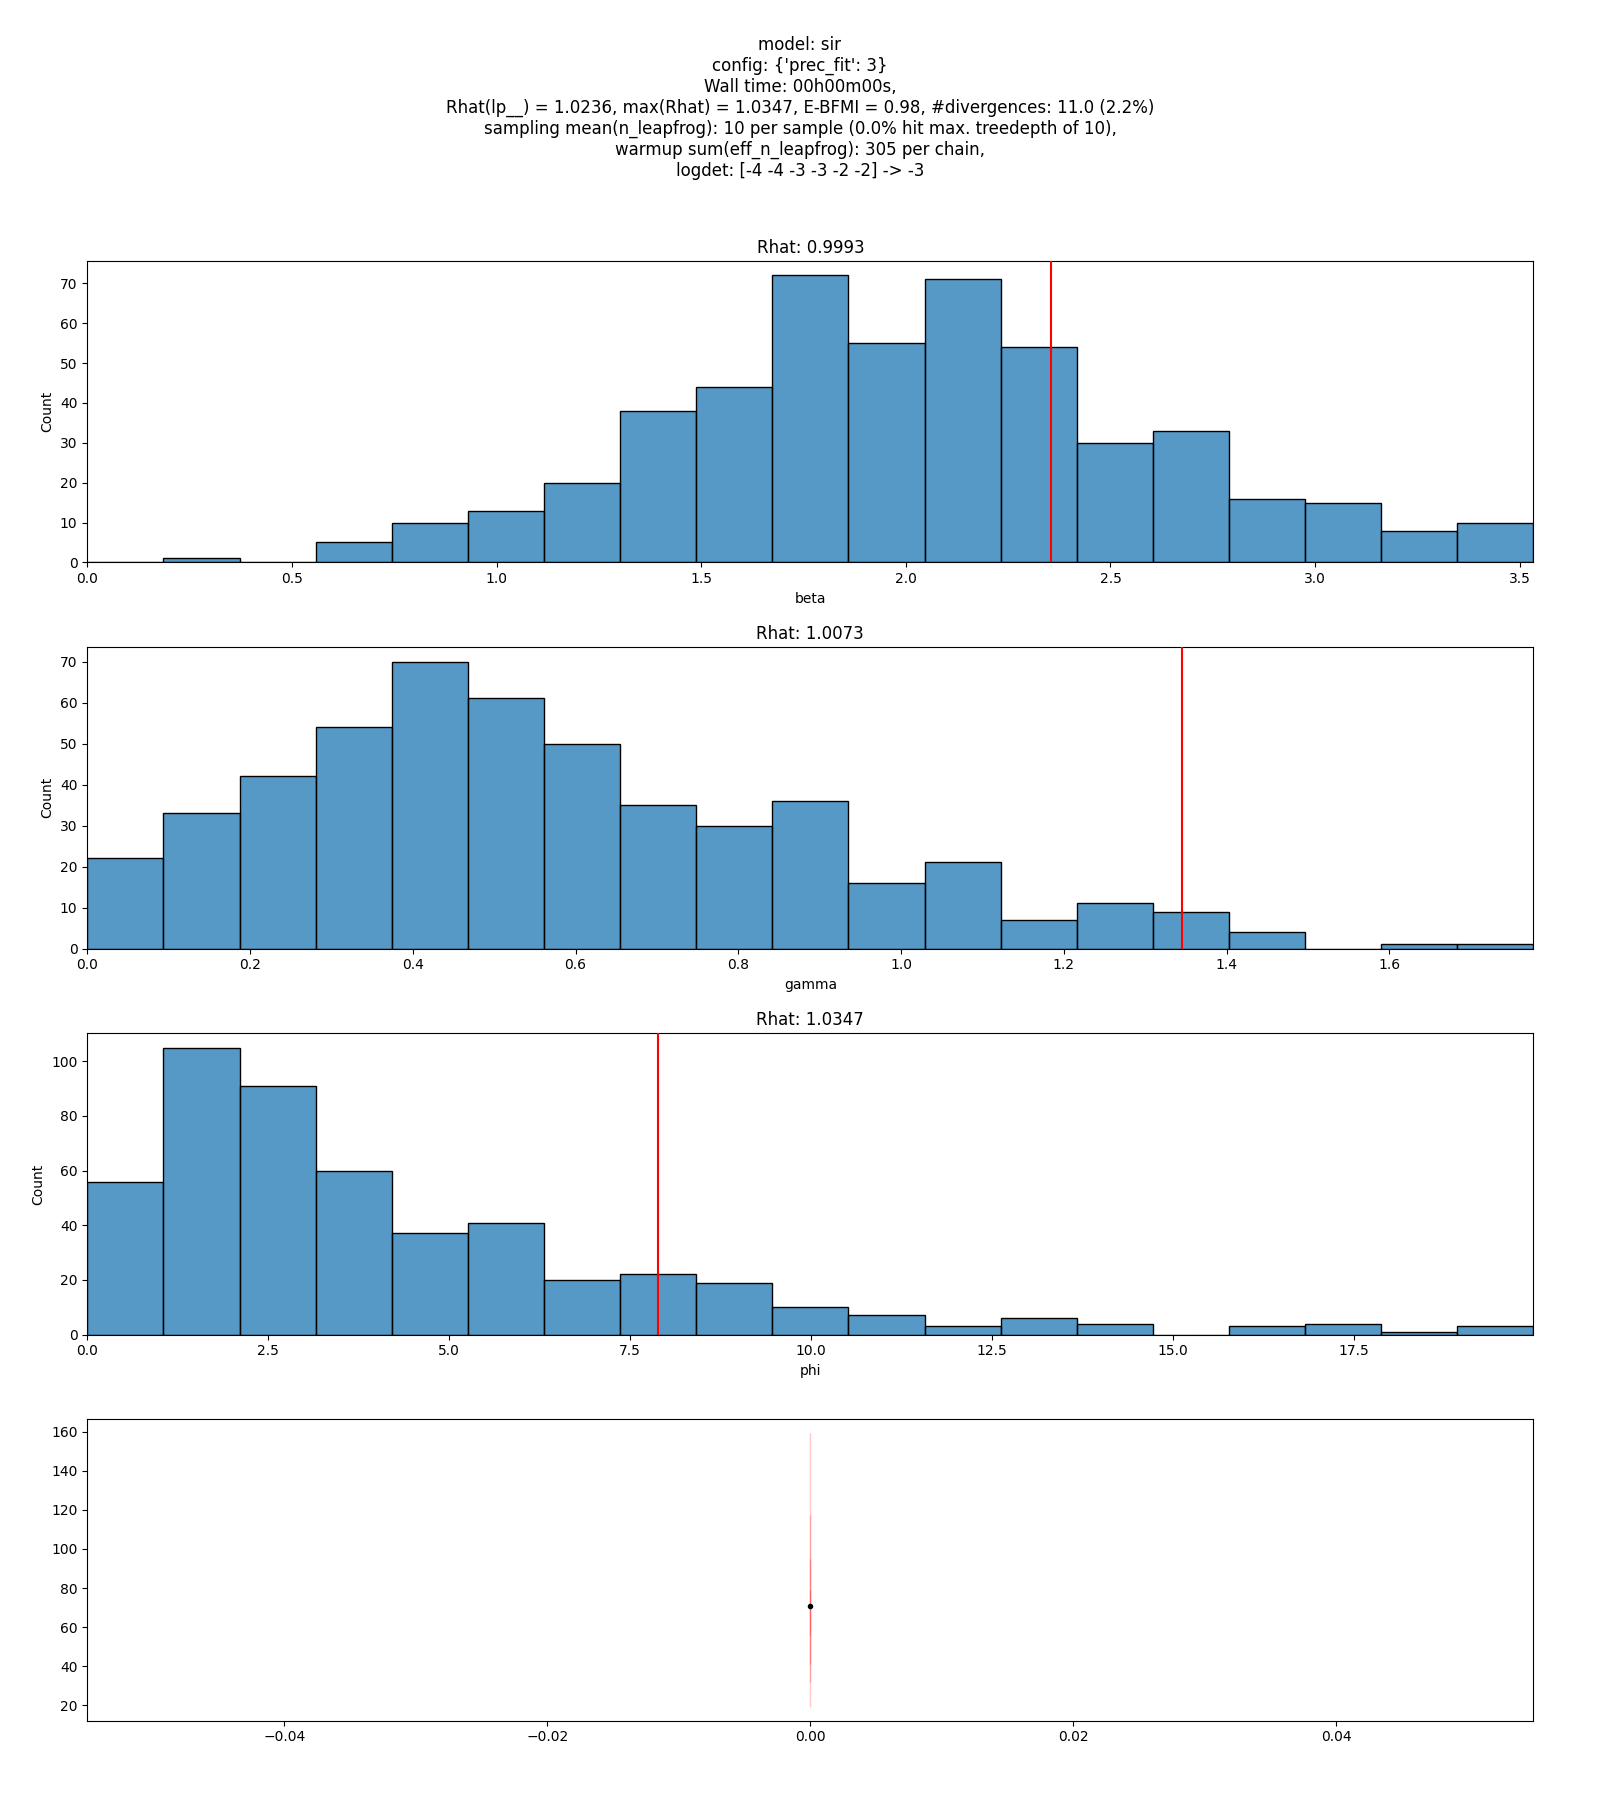 model: sir
config: {'prec_fit': 3}
Wall time: 00h00m00s,
Rhat(lp__) = 1.0236, max(Rhat) = 1.0347, E-BFMI = 0.98, #divergences: 11.0 (2.2%)
sampling mean(n_leapfrog): 10 per sample (0.0% hit max. treedepth of 10),
warmup sum(eff_n_leapfrog): 305 per chain,
logdet: [-4 -4 -3 -3 -2 -2] -> -3
Rhat: 0.9993
70
60
50
40
30
20
10
0
Count
0.0 0.5 1.0 1.5 2.0 2.5 3.0 3.5
beta
Rhat: 1.0073
70
60
50
40
30
20
10
0
Count
0.0 0.2 0.4 0.6 0.8 1.0 1.2 1.4 1.6
gamma
Rhat: 1.0347
100
80
60
40
20
0
Count
0.0 2.5 5.0 7.5 10.0 12.5 15.0 17.5
phi
160
140
120
100
80
60
40
20
−0.04 −0.02 0.00 0.02 0.04